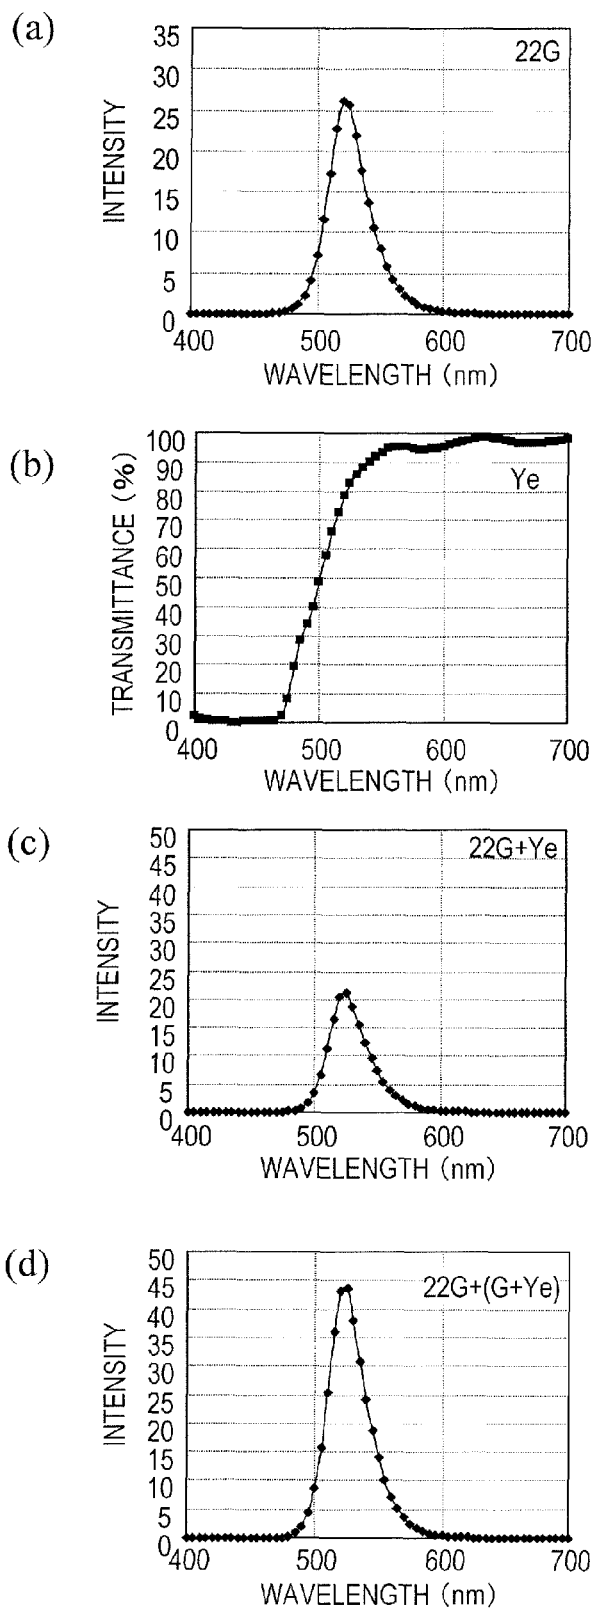 (a)
22G
35
30
25
20
15
10
5
0
INTENSITY
400 500 600 700
WAVELENGTH (nm)
(b)
Ye
100
90
80
70
60
50
40
30
20
10
0
TRANSMITTANCE (%)
400 500 600 700
WAVELENGTH (nm)
(c)
22G+Ye
50
45
40
35
30
25
20
15
10
5
0
INTENSITY
400 500 600 700
WAVELENGTH (nm)
(d)
22G+(G+Ye)
50
45
40
35
30
25
20
15
10
5
0
INTENSITY
400 500 600 700
WAVELENGTH (nm)